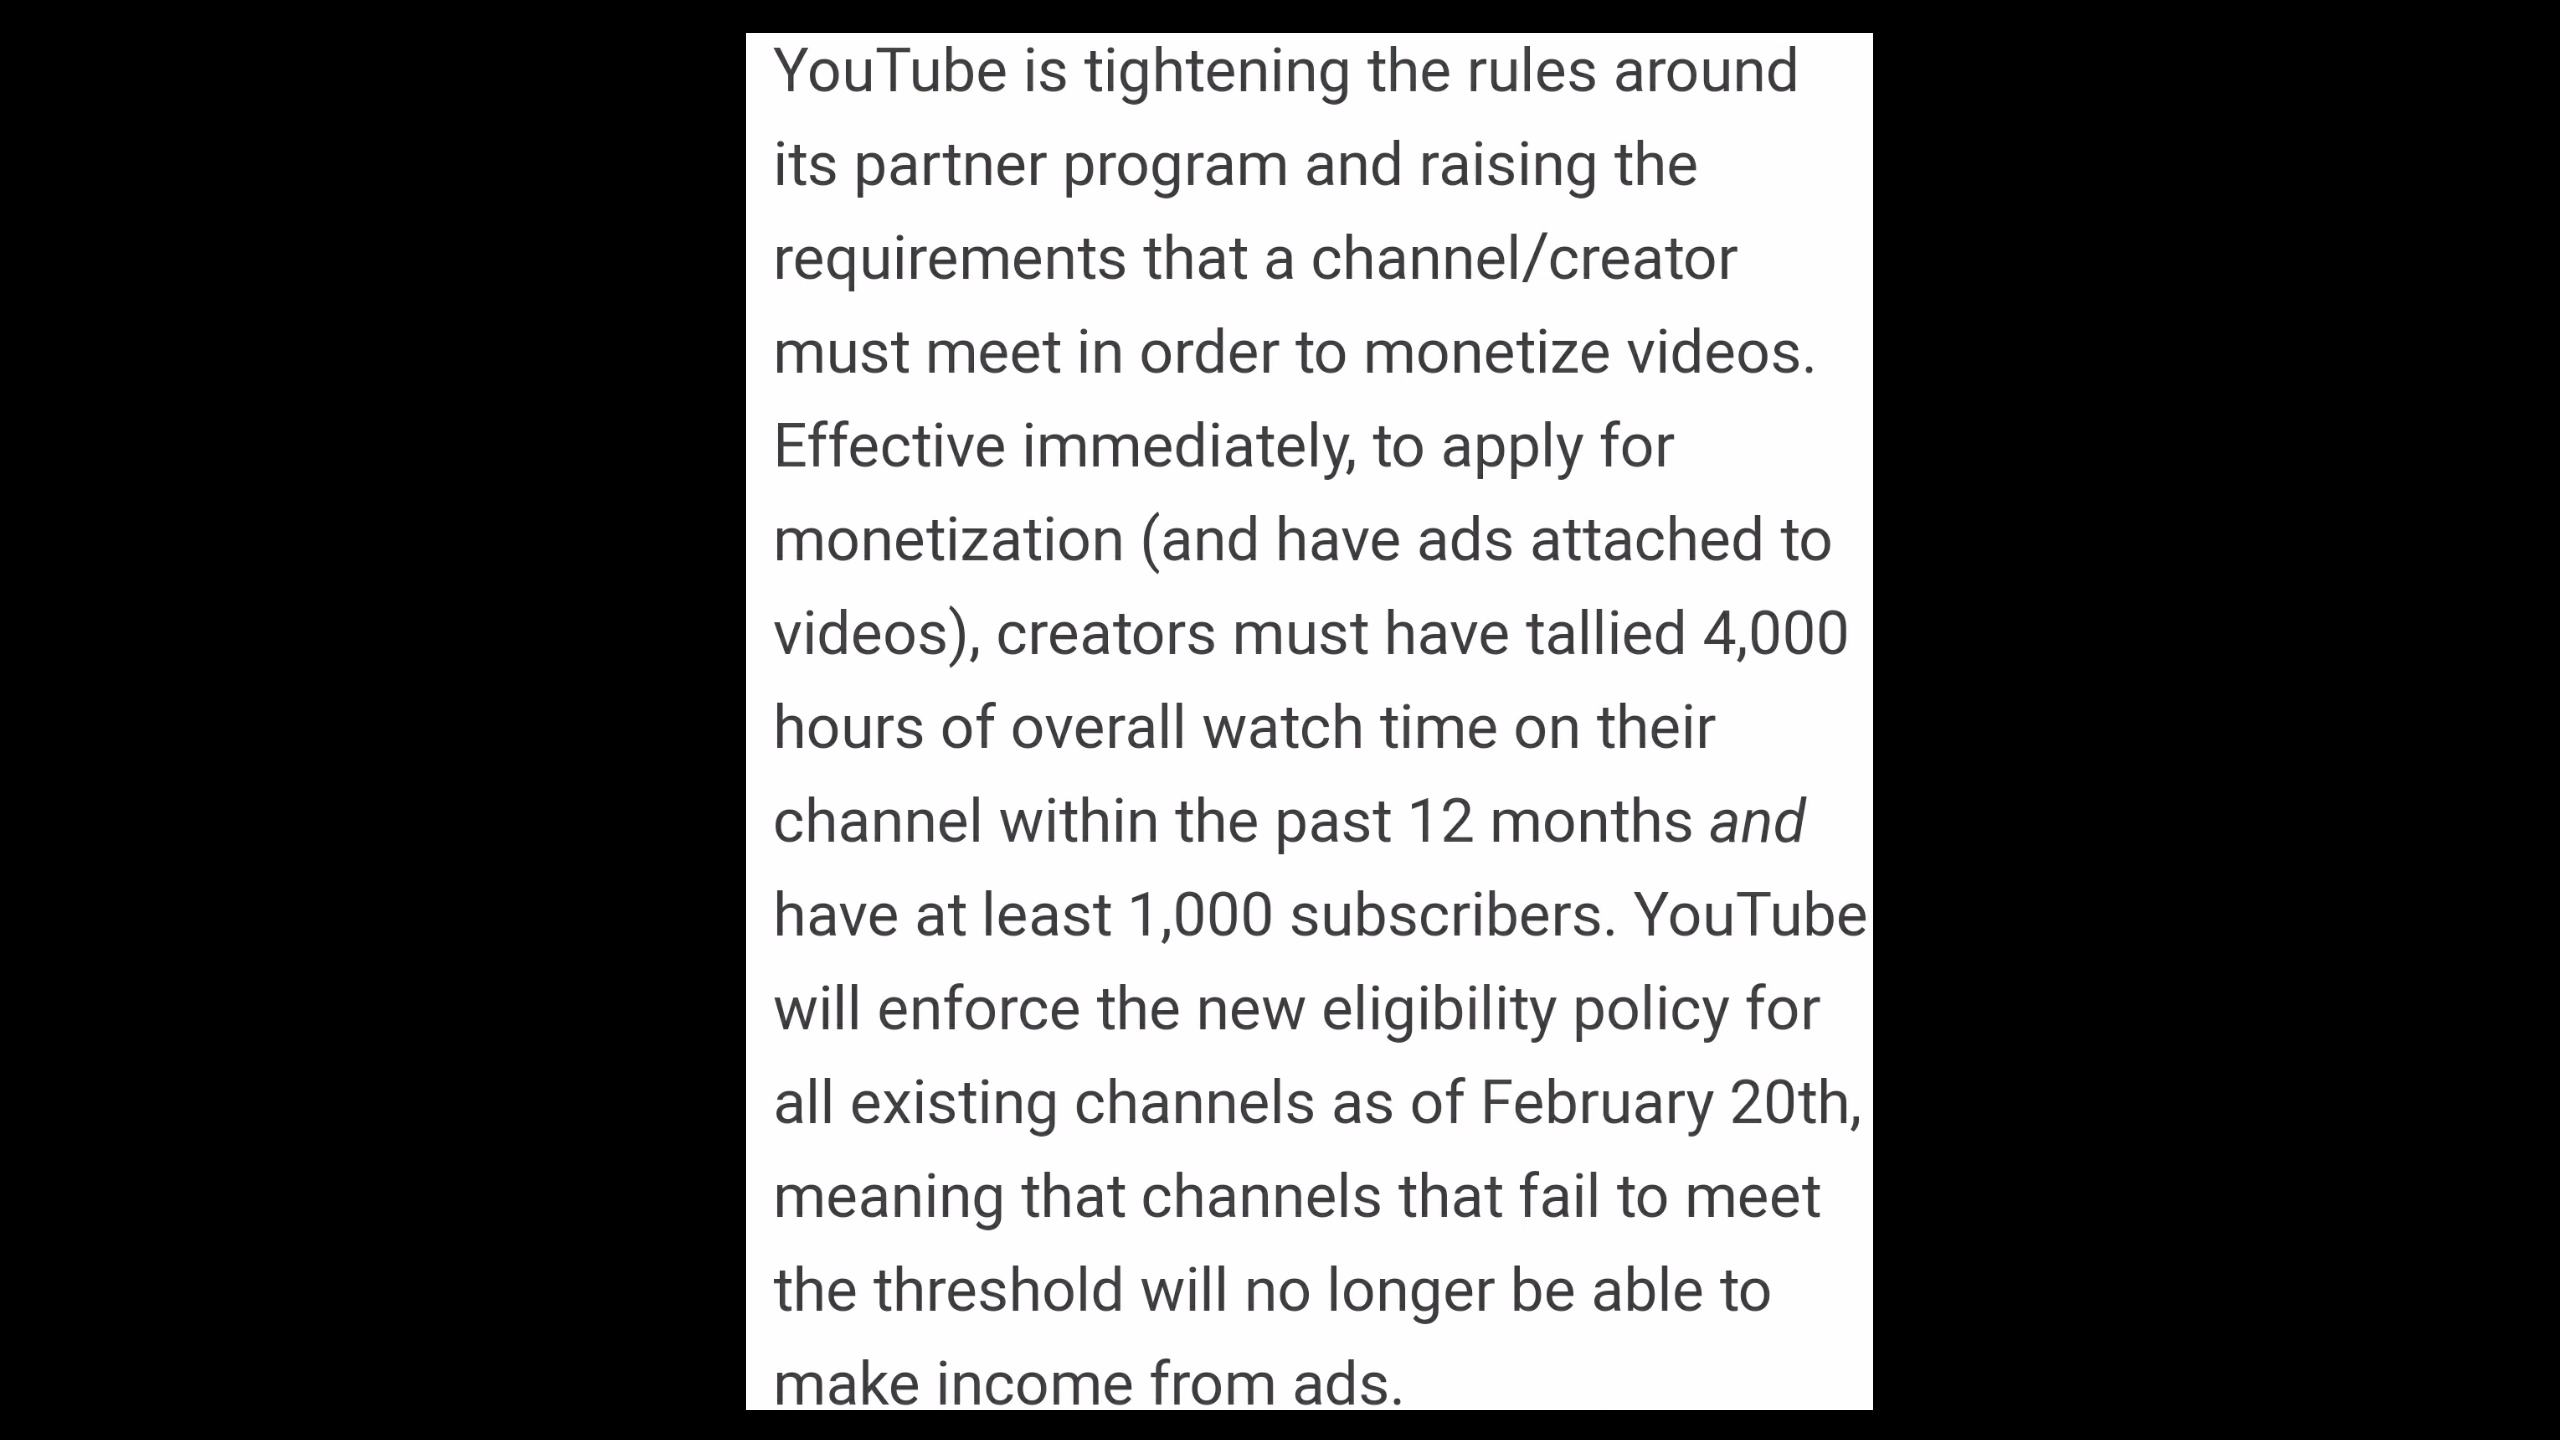 YouTube is tightening the rules around
its partner program and raising the
requirements that a channel/creator
must meet in order to monetize videos.
Effective immediately, to apply for
monetization (and have ads attached to
videos), creators must have tallied 4,000
hours of overall watch time on their
channel within the past 12 months and
have at least 1,000 subscribers. YouTube
will enforce the new eligibility policy for
all existing channels as of February 20th,
meaning that channels that fail to meet
the threshold will no longer be able to
make income from ads.